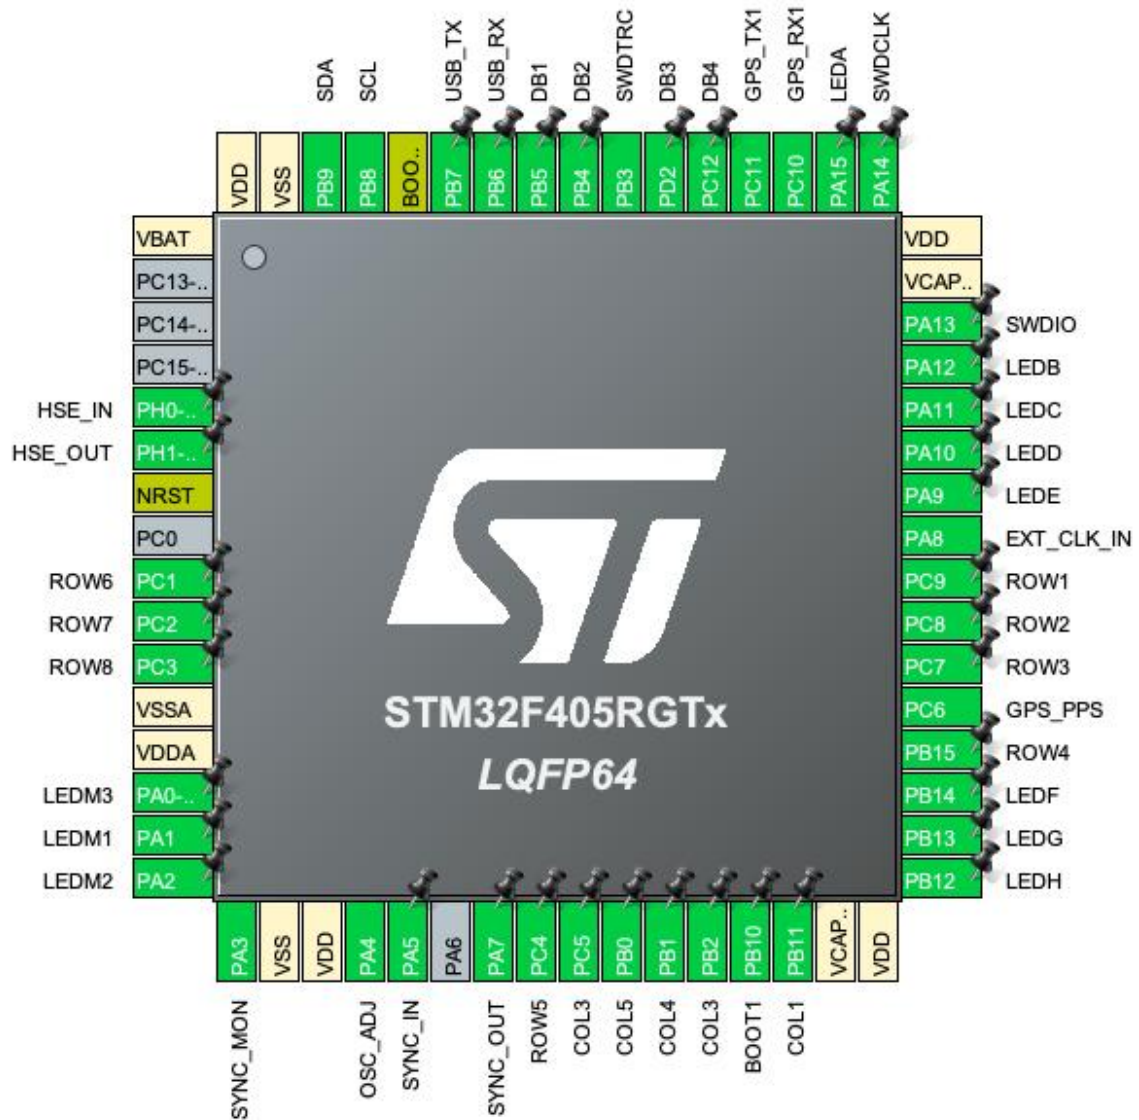 SDA
SCL
USB_TX
USB_RX
DB1
DB2
SWDTRC
DB3
DB4
GPS_TX1
GPS_RX1
LEDA
SWDCLK
VDD
VSS
PB9
PB8
BOO..
PB7
PB6
PB5
PB4
PB3
PD2
PC12
PC11
PC10
PA15
PA14
VBAT
PC13-..
PC14-..
PC15-..
HSE_IN PH0-..
HSE_OUT PH1-..
NRST
PC0
ROW6 PC1
ROW7 PC2
ROW8 PC3
VSSA
VDDA
LEDM3 PA0-..
LEDM1 PA1
LEDM2 PA2
ST
STM32F405RGTx
LQFP64
VDD
VCAP..
PA13 SWDIO
PA12 LEDB
PA11 LEDC
PA10 LEDD
PA9 LEDE
PA8 EXT_CLK_IN
PC9 ROW1
PC8 ROW2
PC7 ROW3
PC6 GPS_PPS
PB15 ROW4
PB14 LEDF
PB13 LEDG
PB12 LEDH
PA3
VSS
VDD
PA4
PA5
PA6
PA7
PC4
PC5
PB0
PB1
PB2
PB10
PB11
VCAP..
VDD
SYNC_MON
OSC_ADJ
SYNC_IN
SYNC_OUT
ROW5
COL3
COL5
COL4
COL3
BOOT1
COL1